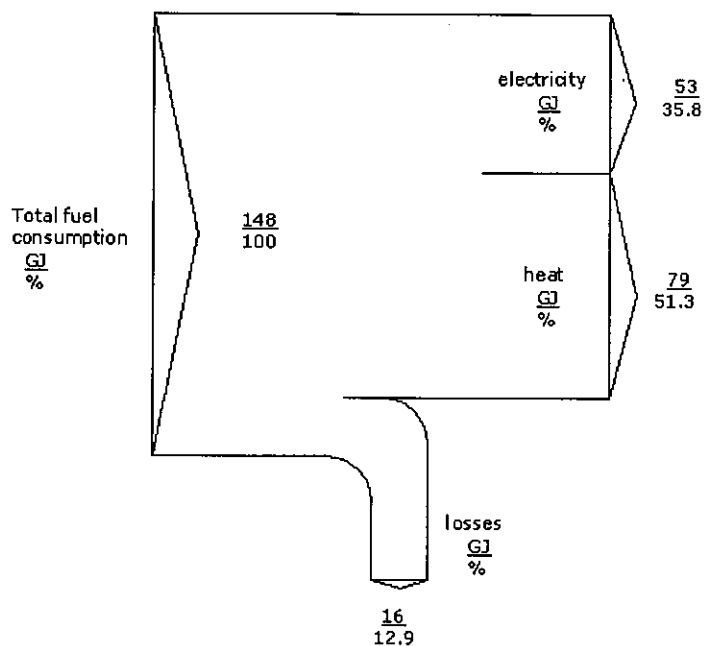 electricity
GJ
%
53
35.8
Total fuel
consumption
GJ
%
148
100
heat
GJ
%
79
51.3
losses
GJ
%
16
12.9